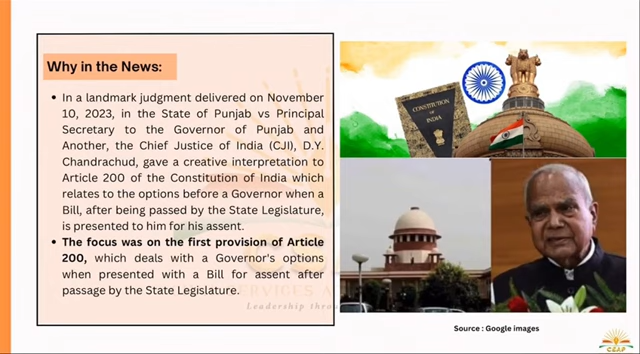 Why in the News:
In a landmark judgment delivered on November
10, 2023, in the State of Punjab vs Principal
Secretary to the Governor of Punjab and
Another, the Chief Justice of India (CJI), D.Y.
Chandrachud, gave a creative interpretation to
Article 200 of the Constitution of India which
relates to the options before a Governor when a
Bill, after being passed by the State Legislature,
is presented to him for his assent.
The focus was on the first provision of Article
200, which deals with a Governor's options
when presented with a Bill for assent after
passage by the State Legislature.
CONSTITUTION
OF
INDIA
Leadership throu
Source : Google images